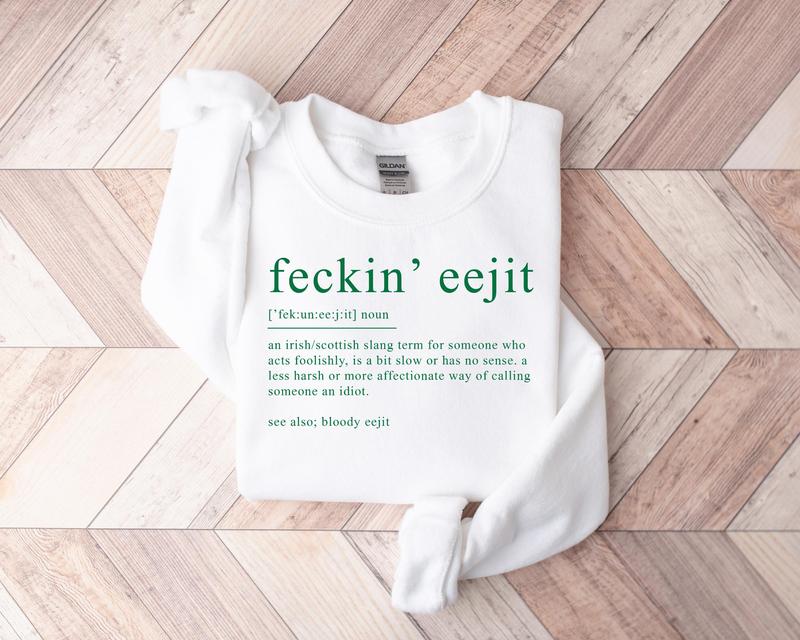 GILDAN
feckin’ eejit
[’fek:un:ee:j:it] noun
an irish/scottish slang term for someone who
acts foolishly, is a bit slow or has no sense. a
less harsh or more affectionate way of calling
someone an idiot.
see also; bloody eejit